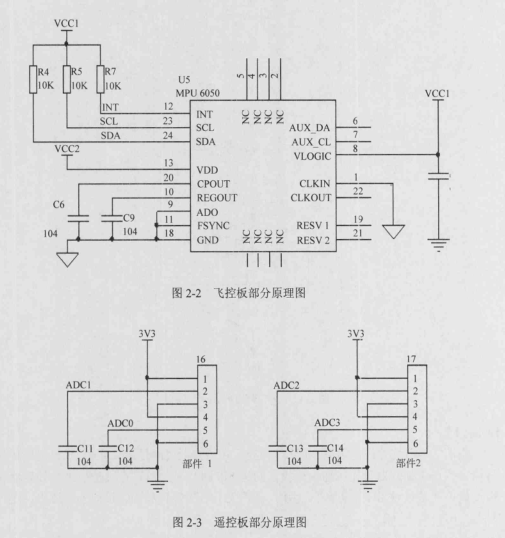 VCC1
R4
10K
R5
10K
R7
10K
INT
SCL
SDA
12
23
24
VCC2
13
20
10
9
11
18
C6
104
C9
104
U5
MPU 6050
5
4
3
2
NC NC NC NC
INT
SCL
SDA
VDD
CPOUT
REGOUT
ADO
FSYNC
GND
NC NC NC NC
AUX_DA
AUX_CL
VLOGIC
CLKIN
CLKOUT
RESV 1
RESV 2
6
7
8
1
22
19
21
VCC1
图 2-2 飞控板部分原理图
3V3
16
ADC1
ADC0
C11
104
C12
104
1
2
3
4
5
6
部件 1
3V3
17
ADC2
ADC3
C13
104
C14
104
1
2
3
4
5
6
部件2
图 2-3 遥控板部分原理图